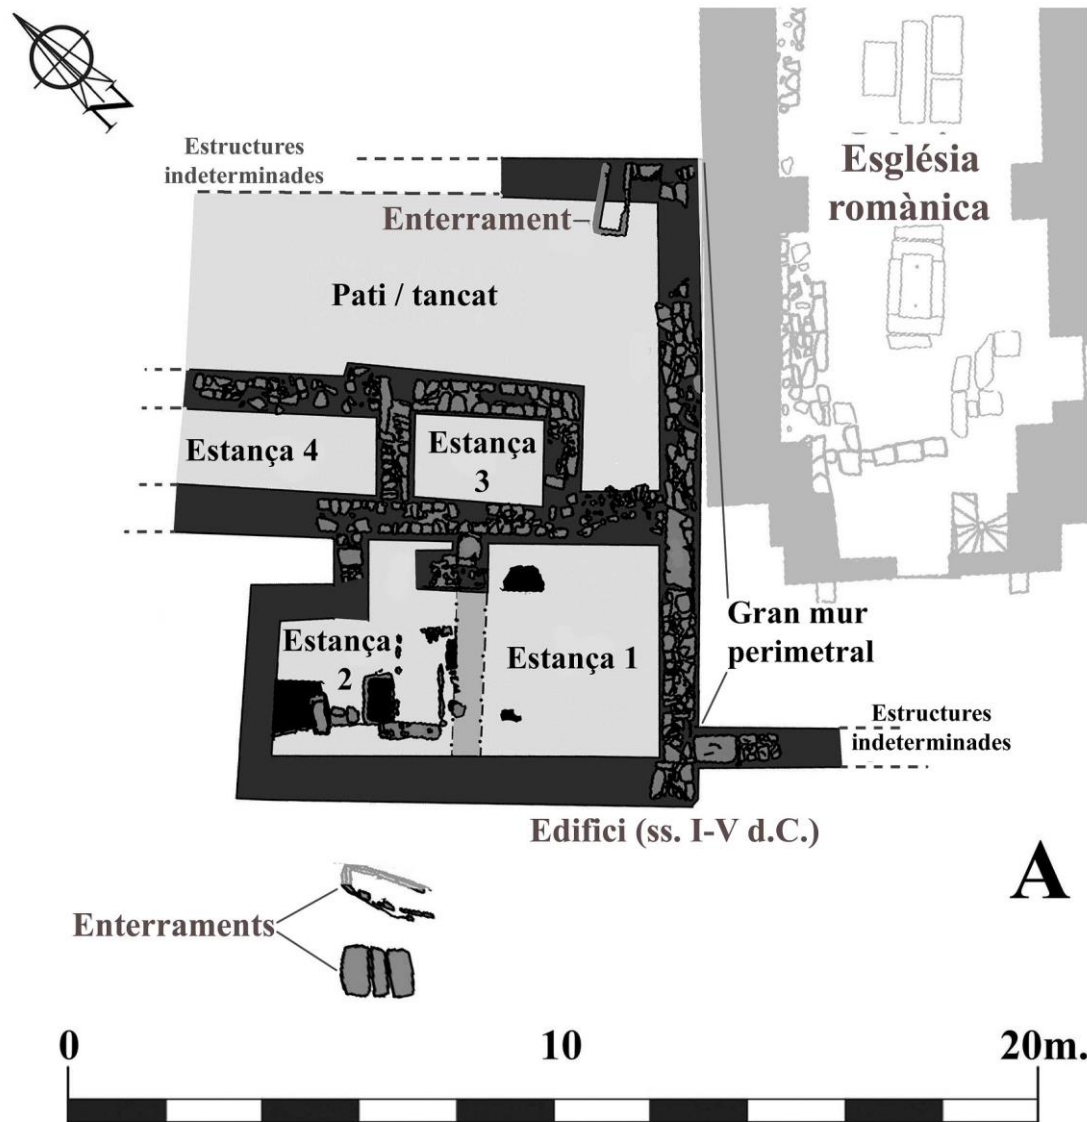 N
Estructures
indeterminades
Enterrament
Església
romànica
Pati / tancat
Estança 4
Estança
3
Estança
2
Estança 1
Gran mur
perimetral
Estructures
indeterminades
Edifici (ss. I-V d.C.)
A
Enterraments
0 10 20m.